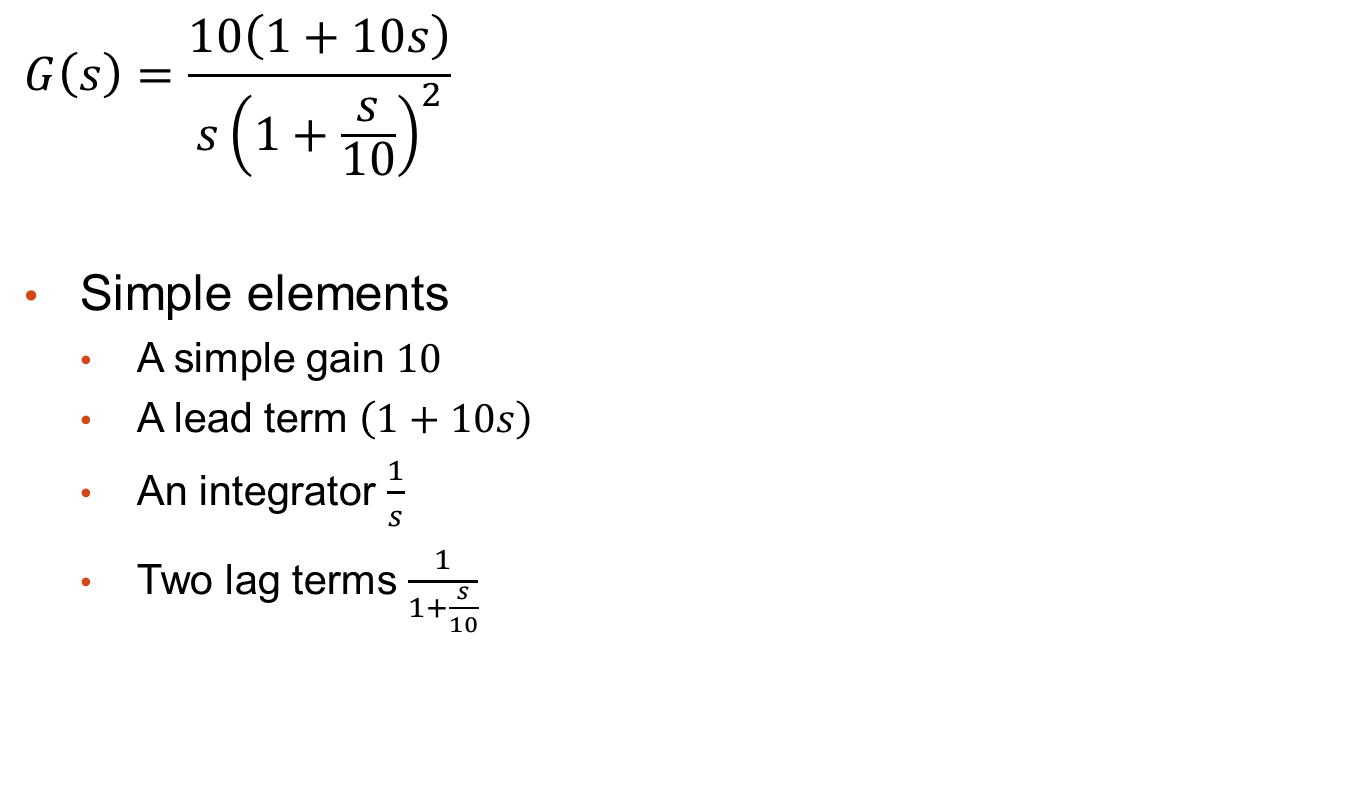 G(s) = 10(1 + 10s) / s(1 + s/10)²
• Simple elements
• A simple gain 10
• A lead term (1 + 10s)
• An integrator 1/s
• Two lag terms 1/(1+s/10)